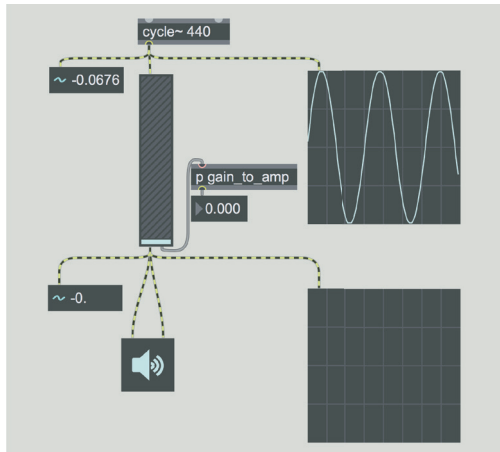 cycle~ 440
~ -0.0676
p gain_to_amp
0.000
~ -0.